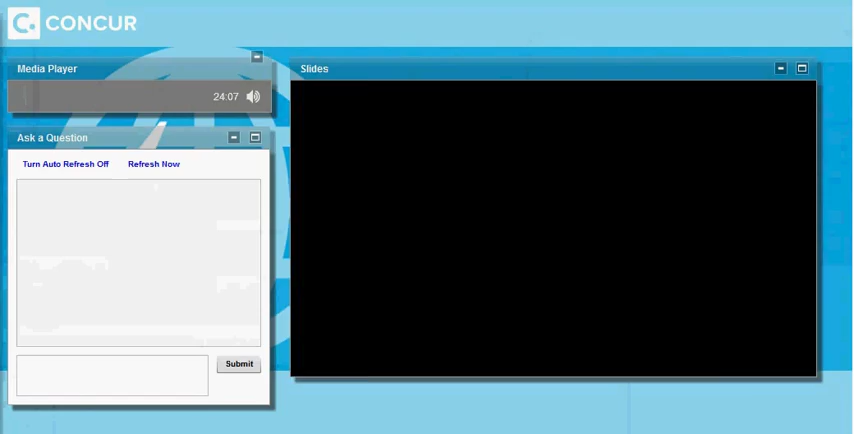 C. CONCUR
Media Player
24:07
Ask a Question
Turn Auto Refresh Off Refresh Now
Submit
Slides